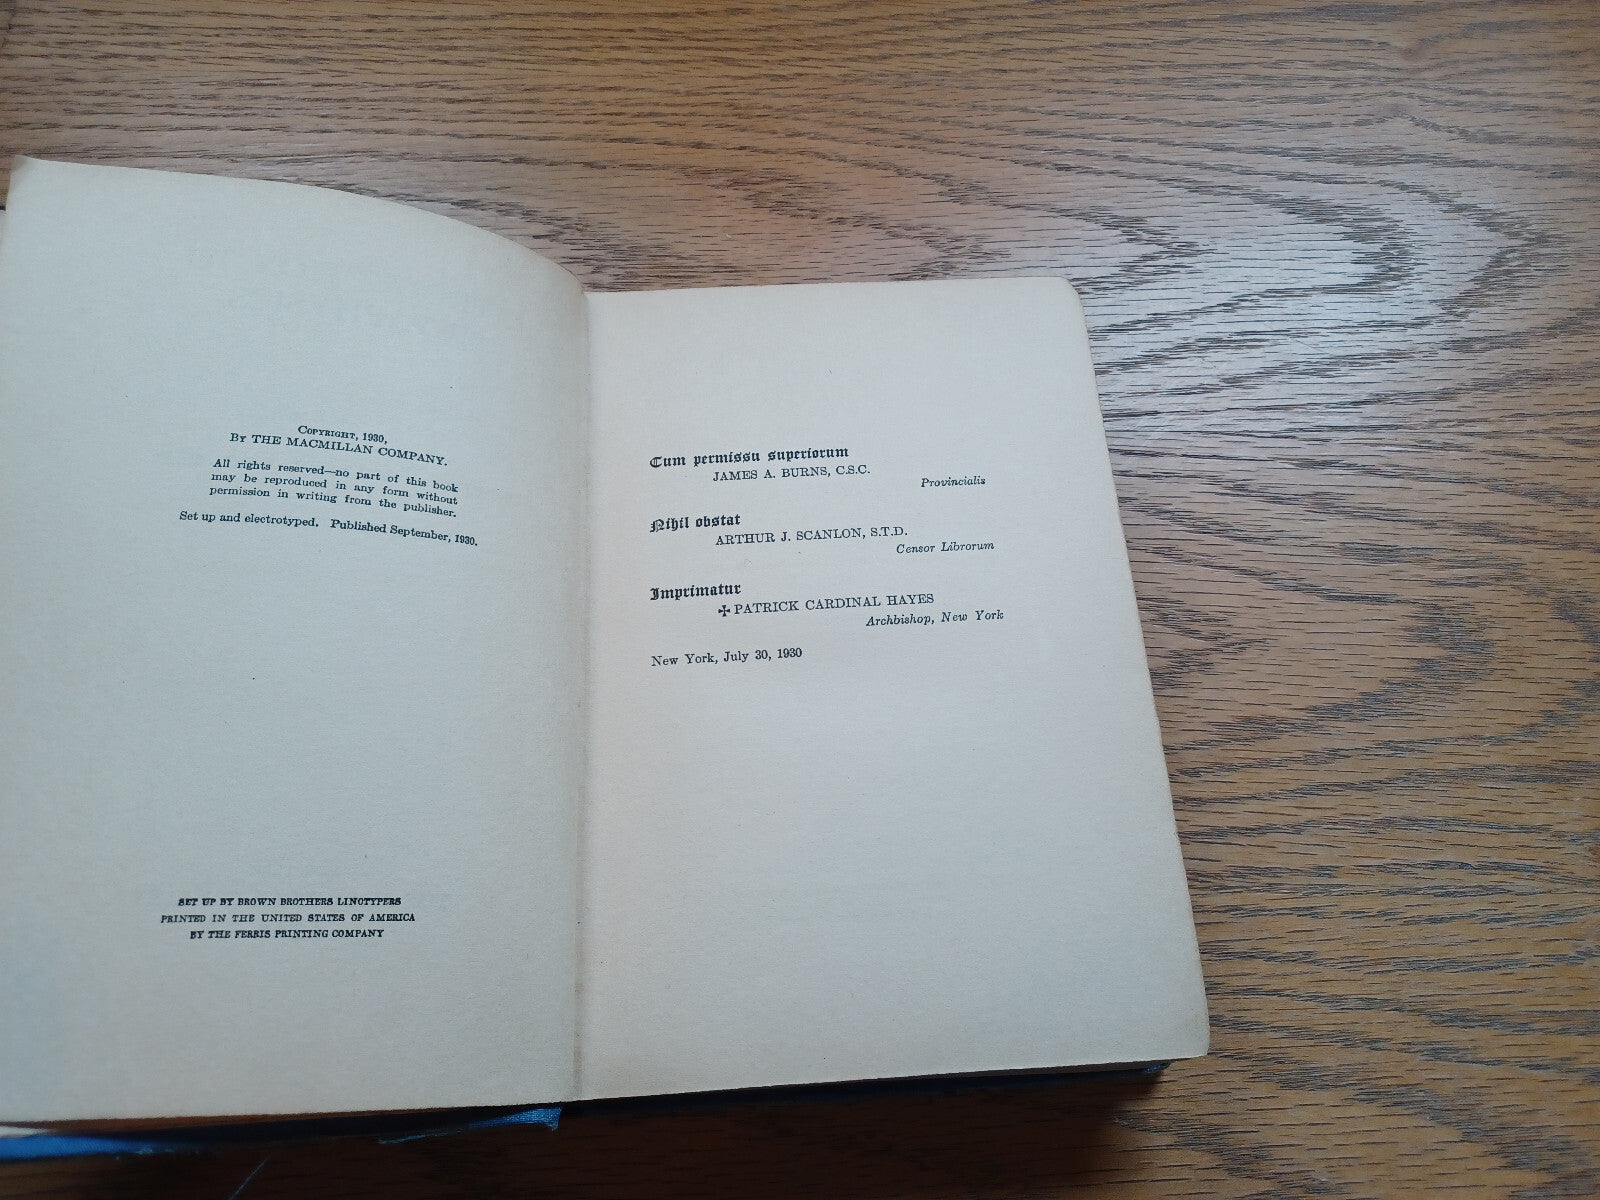 Copyright, 1930,
By THE MACMILLAN COMPANY.
All rights reserved—no part of this book
may be reproduced in any form without
permission in writing from the publisher.
Set up and electrotyped. Published September, 1930.
SET UP BY BROWN BROTHERS LINOTYPERS
PRINTED IN THE UNITED STATES OF AMERICA
BY THE FERRIS PRINTING COMPANY
Cum permissu superiorum
JAMES A. BURNS, C.S.C.
Provincialis
Nihil obstat
ARTHUR J. SCANLON, S.T.D.
Censor Librorum
Imprimatur
✠ PATRICK CARDINAL HAYES
Archbishop, New York
New York, July 30, 1930